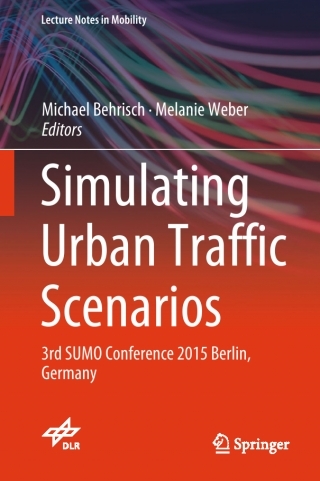 Lecture Notes in Mobility
Michael Behrisch · Melanie Weber
Editors
Simulating
Urban Traffic
Scenarios
3rd SUMO Conference 2015 Berlin,
Germany
DLR
Springer